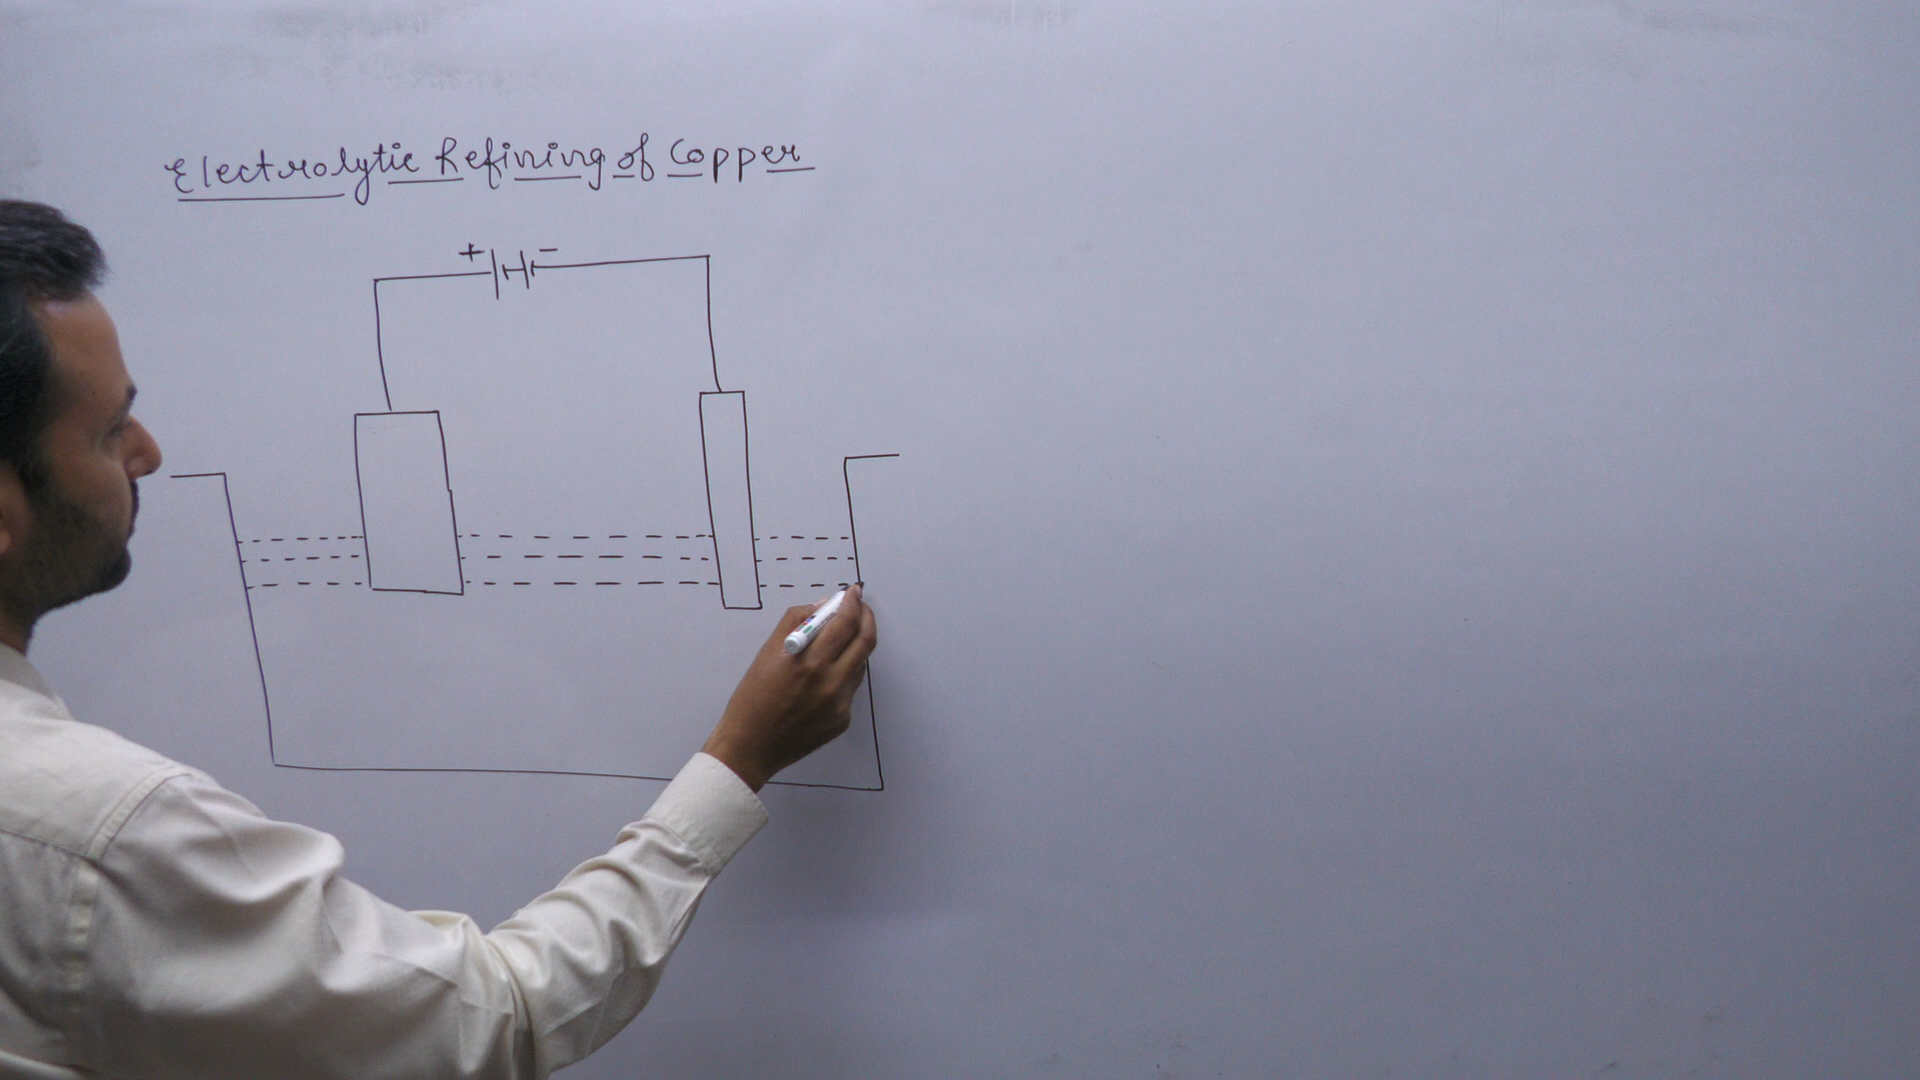 Electrolytic Refining of Copper
+ -